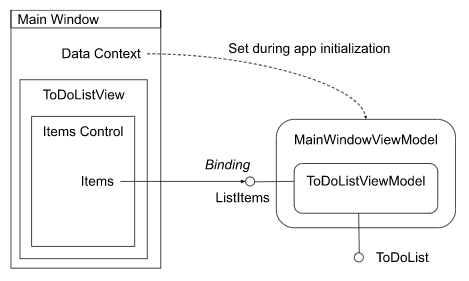 Main Window
Data Context
Set during app initialization
ToDoListView
Items Control
MainWindowViewModel
Binding
Items
ToDoListViewModel
ListItems
ToDoList